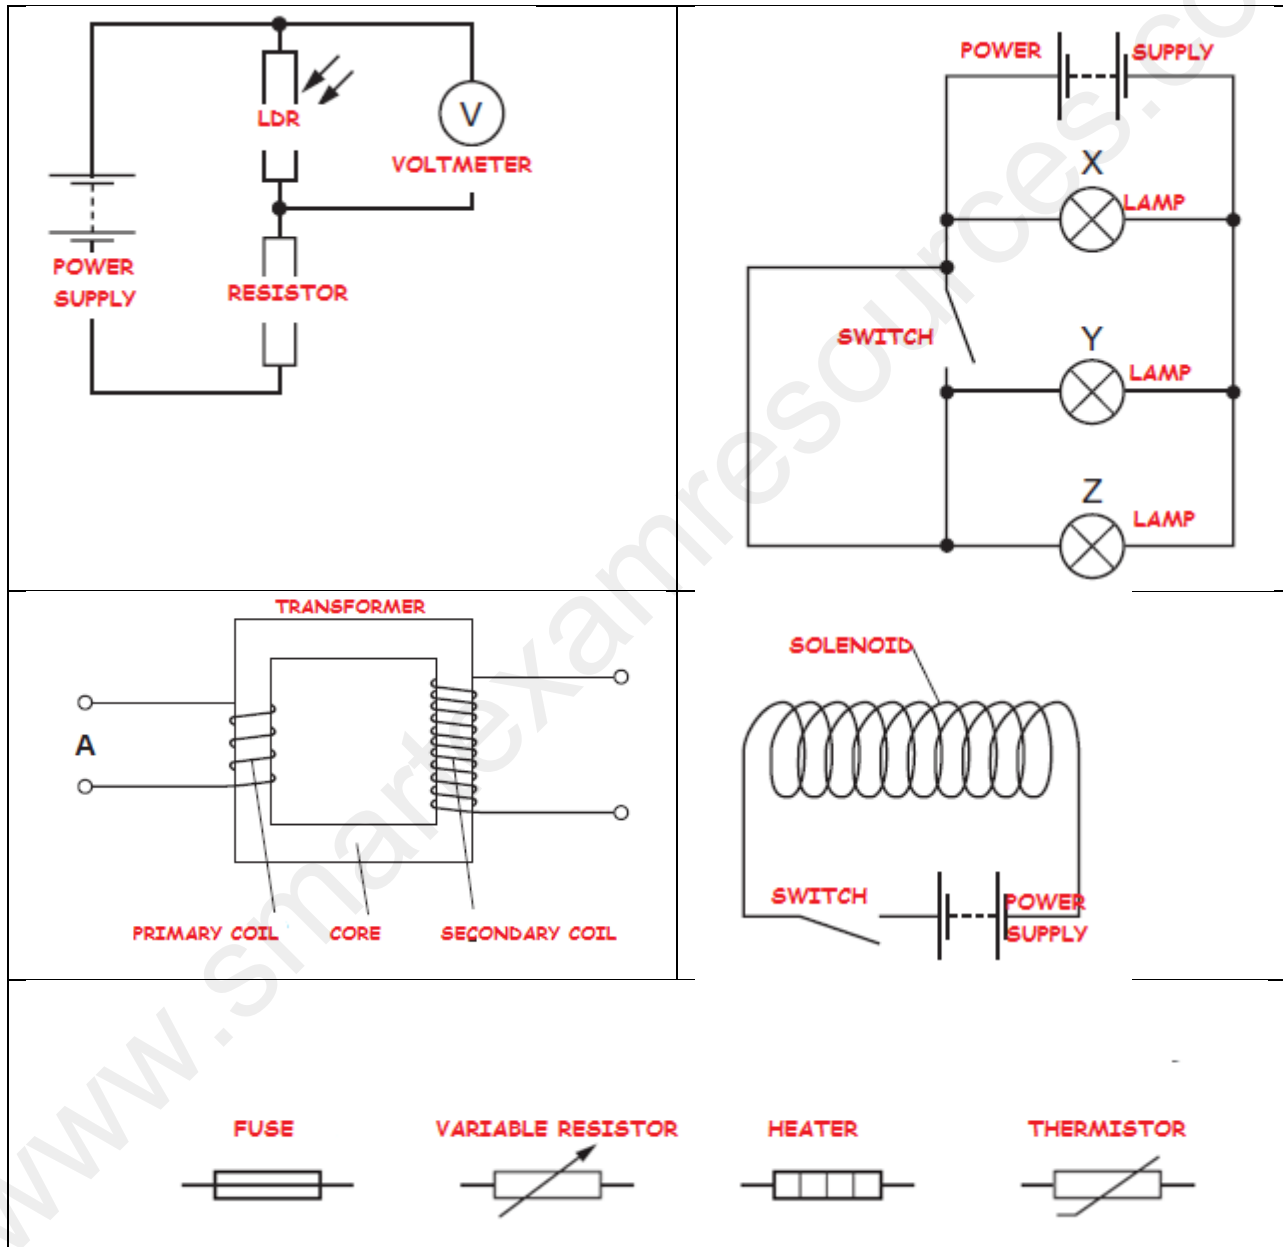 LDR
V
VOLTMETER
POWER
SUPPLY
RESISTOR
POWER SUPPLY
X
LAMP
SWITCH
Y
LAMP
Z
LAMP
TRANSFORMER
A
PRIMARY COIL CORE SECONDARY COIL
SOLENOID
SWITCH
POWER
SUPPLY
FUSE VARIABLE RESISTOR HEATER THERMISTOR
www.smartexamresources.co